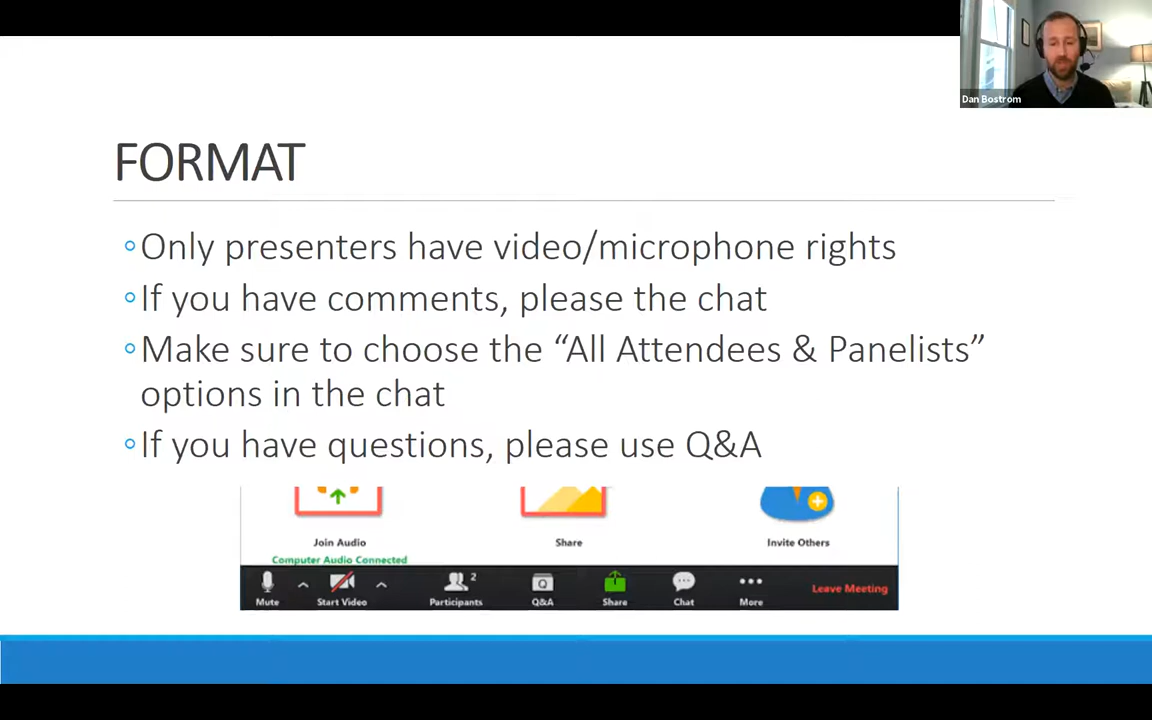 Dan Bostrom
FORMAT
Only presenters have video/microphone rights
If you have comments, please the chat
Make sure to choose the “All Attendees & Panelists”
options in the chat
If you have questions, please use Q&A
Join Audio
Share
Invite Others
Computer Audio Connected
2
Q
Mute
Start Video
Participants
Q&A
Share
Chat
More
Leave Meeting